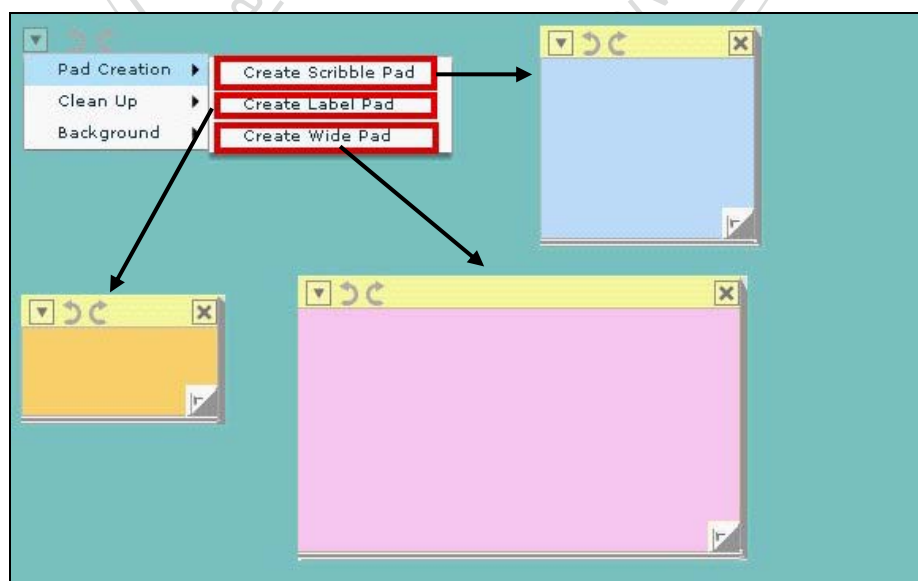 Pad Creation
Create Scribble Pad
Clean Up
Create Label Pad
Background
Create Wide Pad